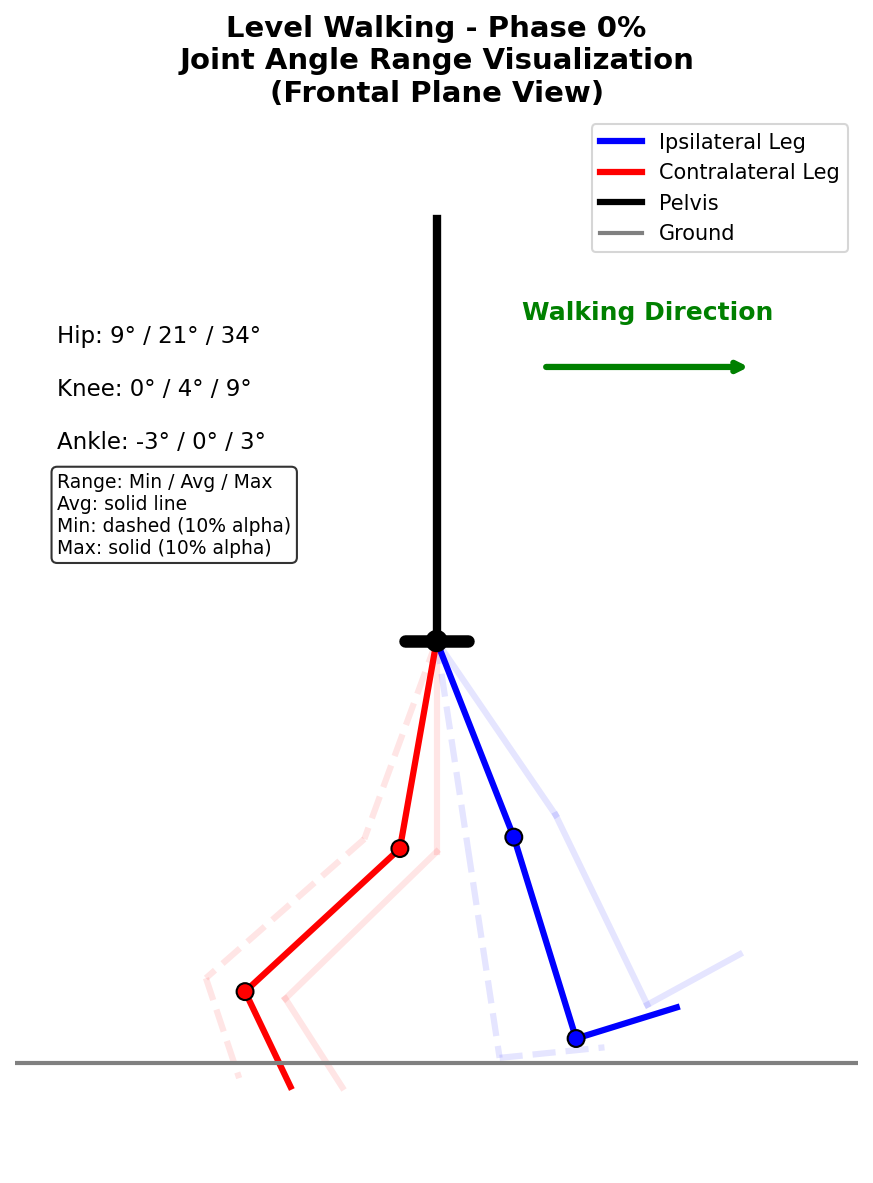 Level Walking - Phase 0%
Joint Angle Range Visualization
(Frontal Plane View)
Ipsilateral Leg
Contralateral Leg
Pelvis
Ground
Walking Direction
Hip: 9° / 21° / 34°
Knee: 0° / 4° / 9°
Ankle: -3° / 0° / 3°
Range: Min / Avg / Max
Avg: solid line
Min: dashed (10% alpha)
Max: solid (10% alpha)